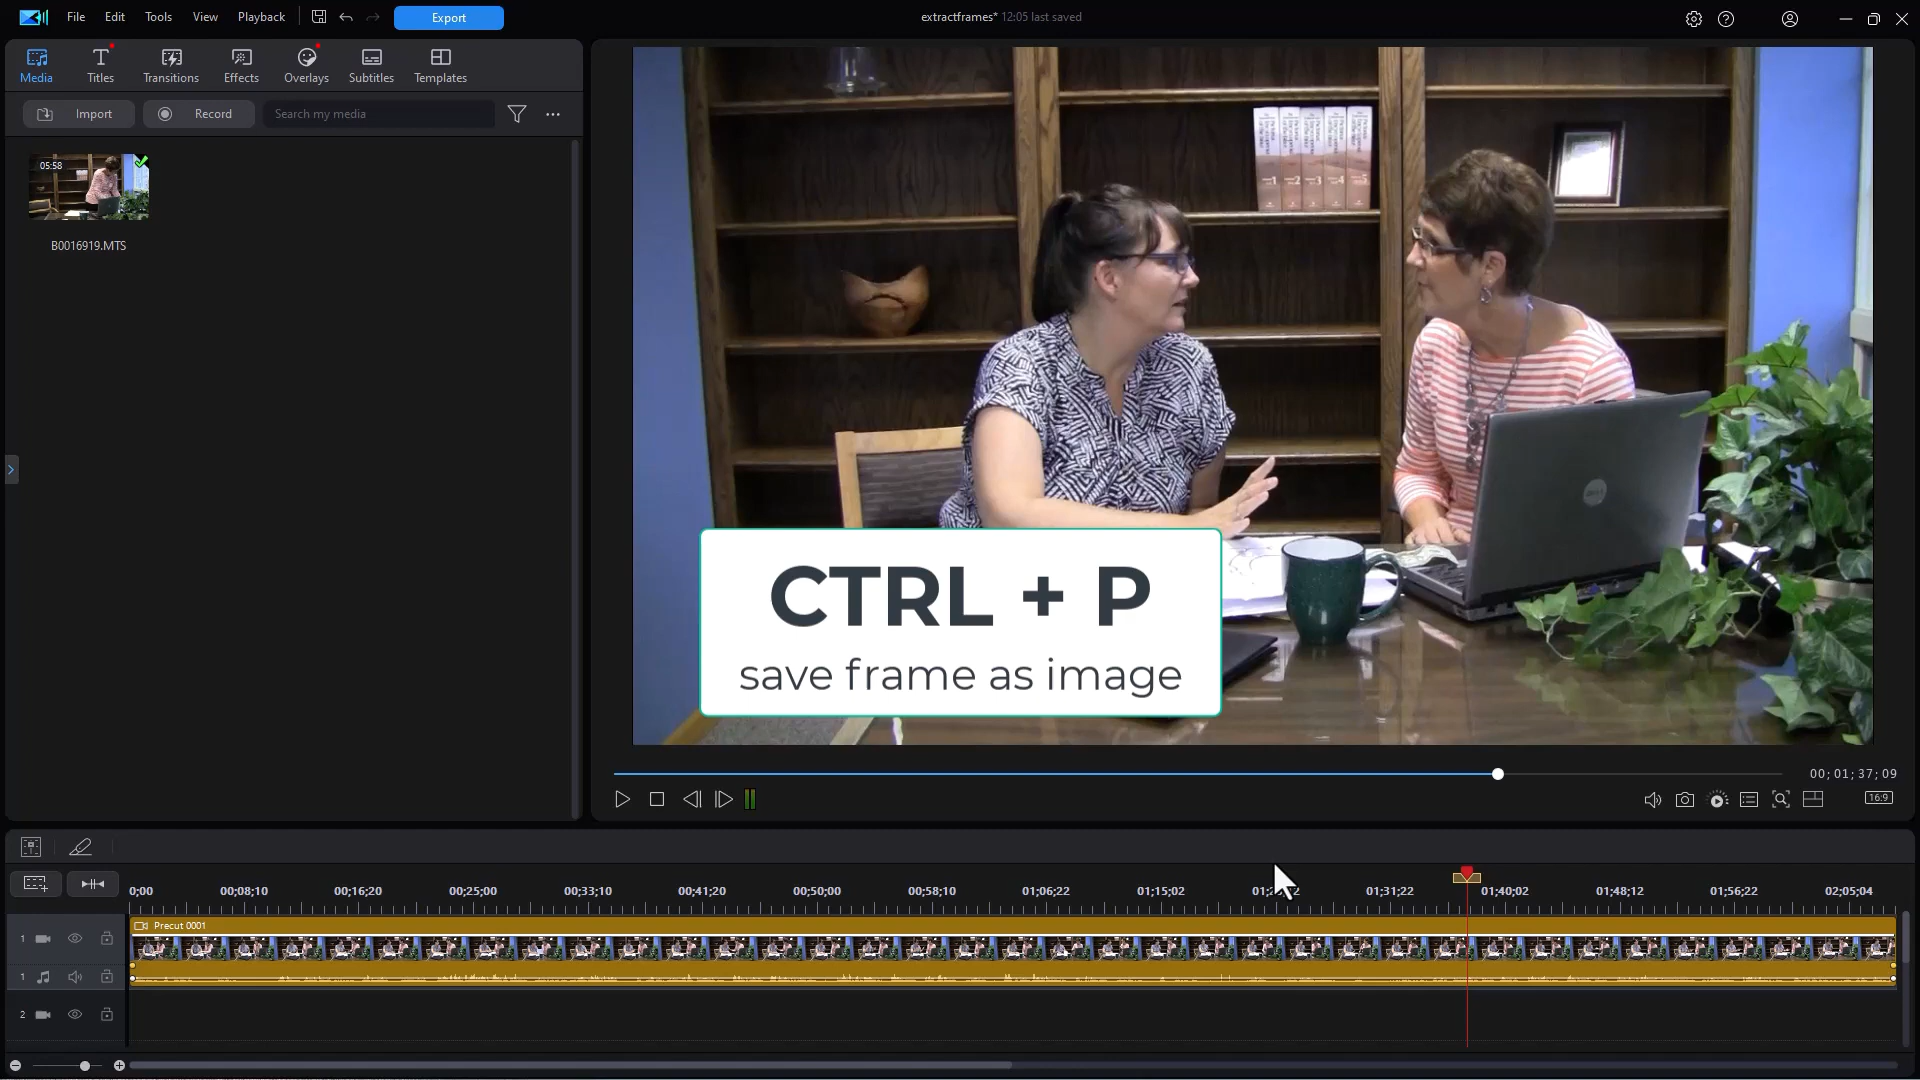 File Edit Tools View Playback Export extractframes* 12:05 last saved
Media Titles Transitions Effects Overlays Subtitles Templates
Import Record Search my media
05:58
B0016919.MTS
1 2 3 4
CTRL + P
save frame as image
00; 01; 37; 09
16:9
0;00 00;08;10 00;16;20 00;25;00 00;33;10 00;41;20 00;50;00 00;58;10 01;06;22 01;15;02 01;31;22 01;40;02 01;48;12 01;56;22 02;05;04
1 Precut 0001
1
2